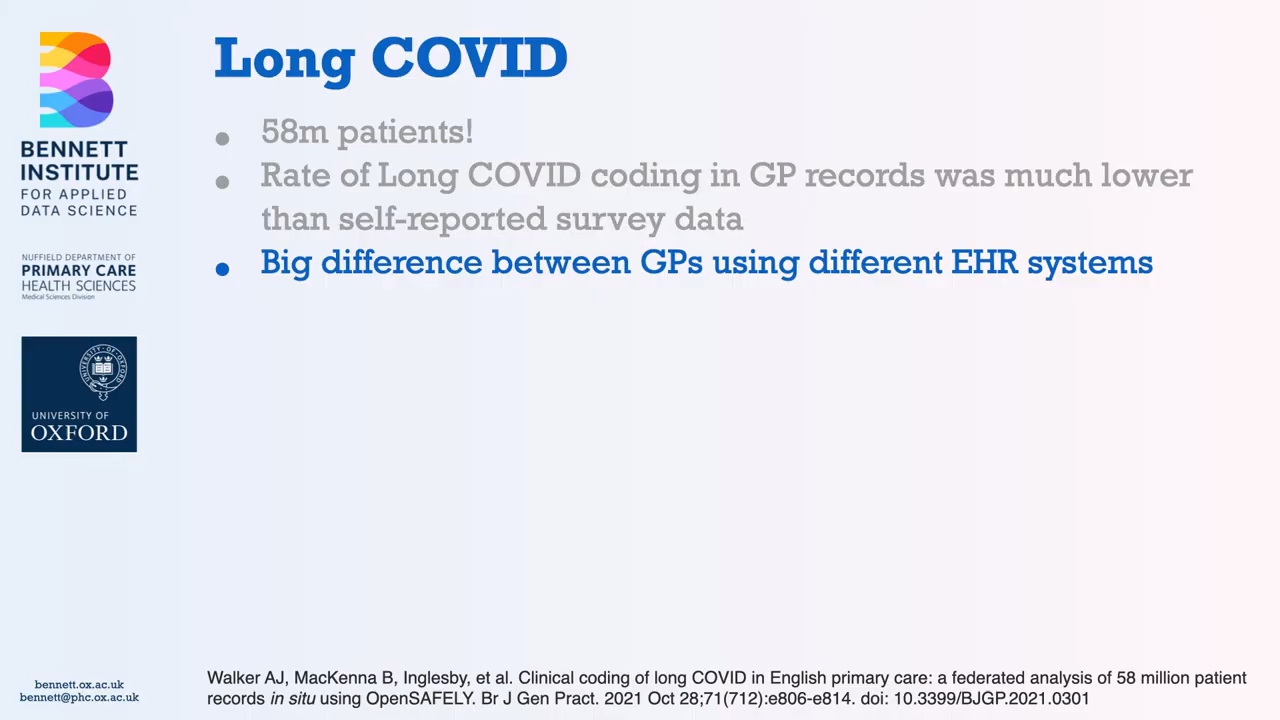 Long COVID
• 58m patients!
• Rate of Long COVID coding in GP records was much lower
than self-reported survey data
• Big difference between GPs using different EHR systems
BENNETT
INSTITUTE
FOR APPLIED
DATA SCIENCE
NUFFIELD DEPARTMENT OF
PRIMARY CARE
HEALTH SCIENCES
Medical Sciences Division
UNIVERSITY OF
OXFORD
bennett.ox.ac.uk
bennett@phc.ox.ac.uk
Walker AJ, MacKenna B, Inglesby, et al. Clinical coding of long COVID in English primary care: a federated analysis of 58 million patient
records in situ using OpenSAFELY. Br J Gen Pract. 2021 Oct 28;71(712):e806-e814. doi: 10.3399/BJGP.2021.0301